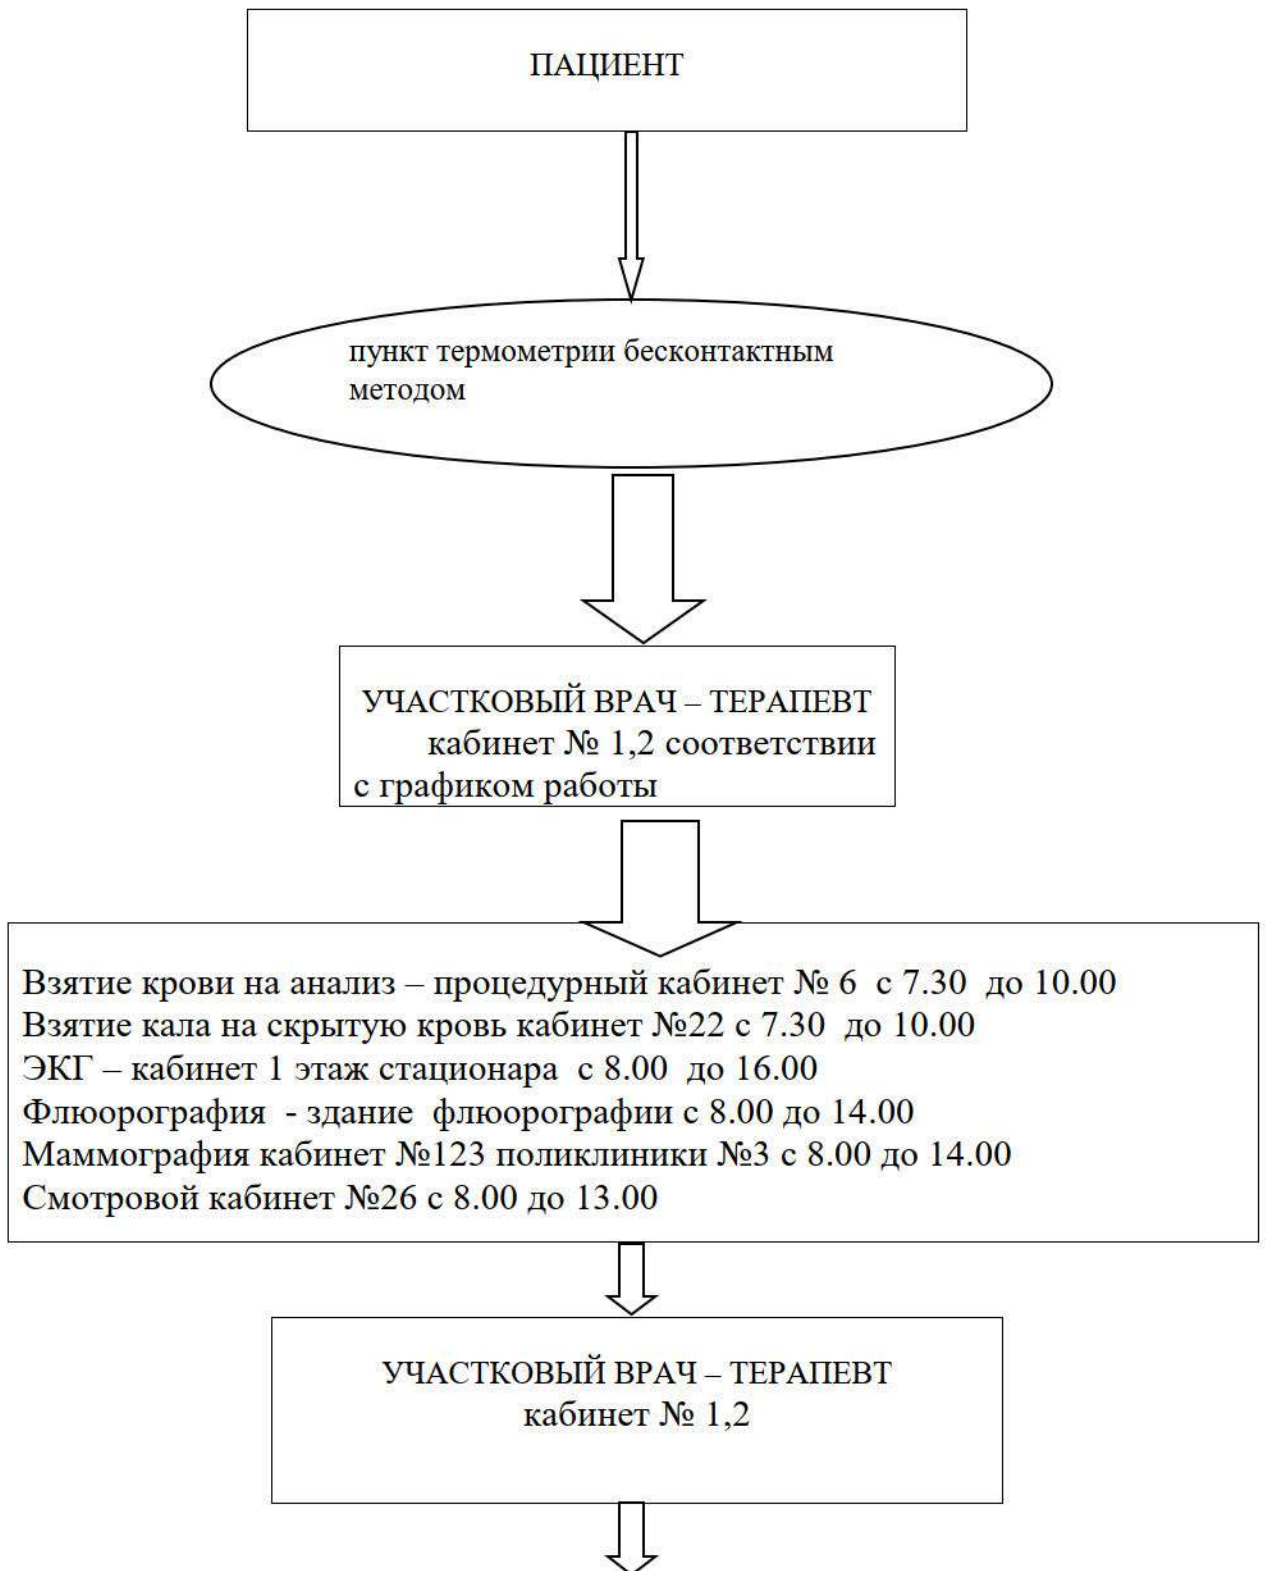 ПАЦИЕНТ
пункт термометрии бесконтактным
методом
УЧАСТКОВЫЙ ВРАЧ – ТЕРАПЕВТ
кабинет № 1,2 соответствии
с графиком работы
Взятие крови на анализ – процедурный кабинет № 6 с 7.30 до 10.00
Взятие кала на скрытую кровь кабинет №22 с 7.30 до 10.00
ЭКГ – кабинет 1 этаж стационара с 8.00 до 16.00
Флюорография - здание флюорографии с 8.00 до 14.00
Маммография кабинет №123 поликлиники №3 с 8.00 до 14.00
Смотровой кабинет №26 с 8.00 до 13.00
УЧАСТКОВЫЙ ВРАЧ – ТЕРАПЕВТ
кабинет № 1,2